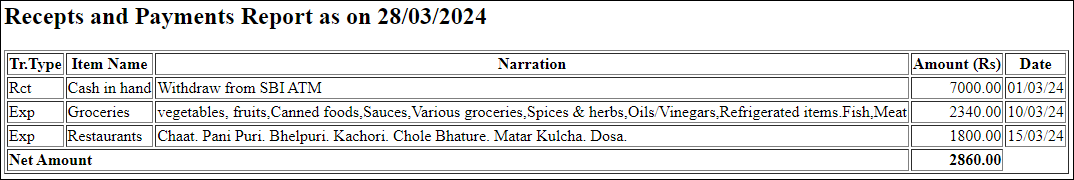 Recepts and Payments Report as on 28/03/2024
Tr.Type Item Name Narration Amount (Rs) Date
Rct Cash in hand Withdraw from SBI ATM 7000.00 01/03/24
Exp Groceries vegetables, fruits,Canned foods,Sauces,Various groceries,Spices & herbs,Oils/Vinegars,Refrigerated items.Fish,Meat 2340.00 10/03/24
Exp Restaurants Chaat. Pani Puri. Bhelpuri. Kachori. Chole Bhature. Matar Kulcha. Dosa. 1800.00 15/03/24
Net Amount 2860.00